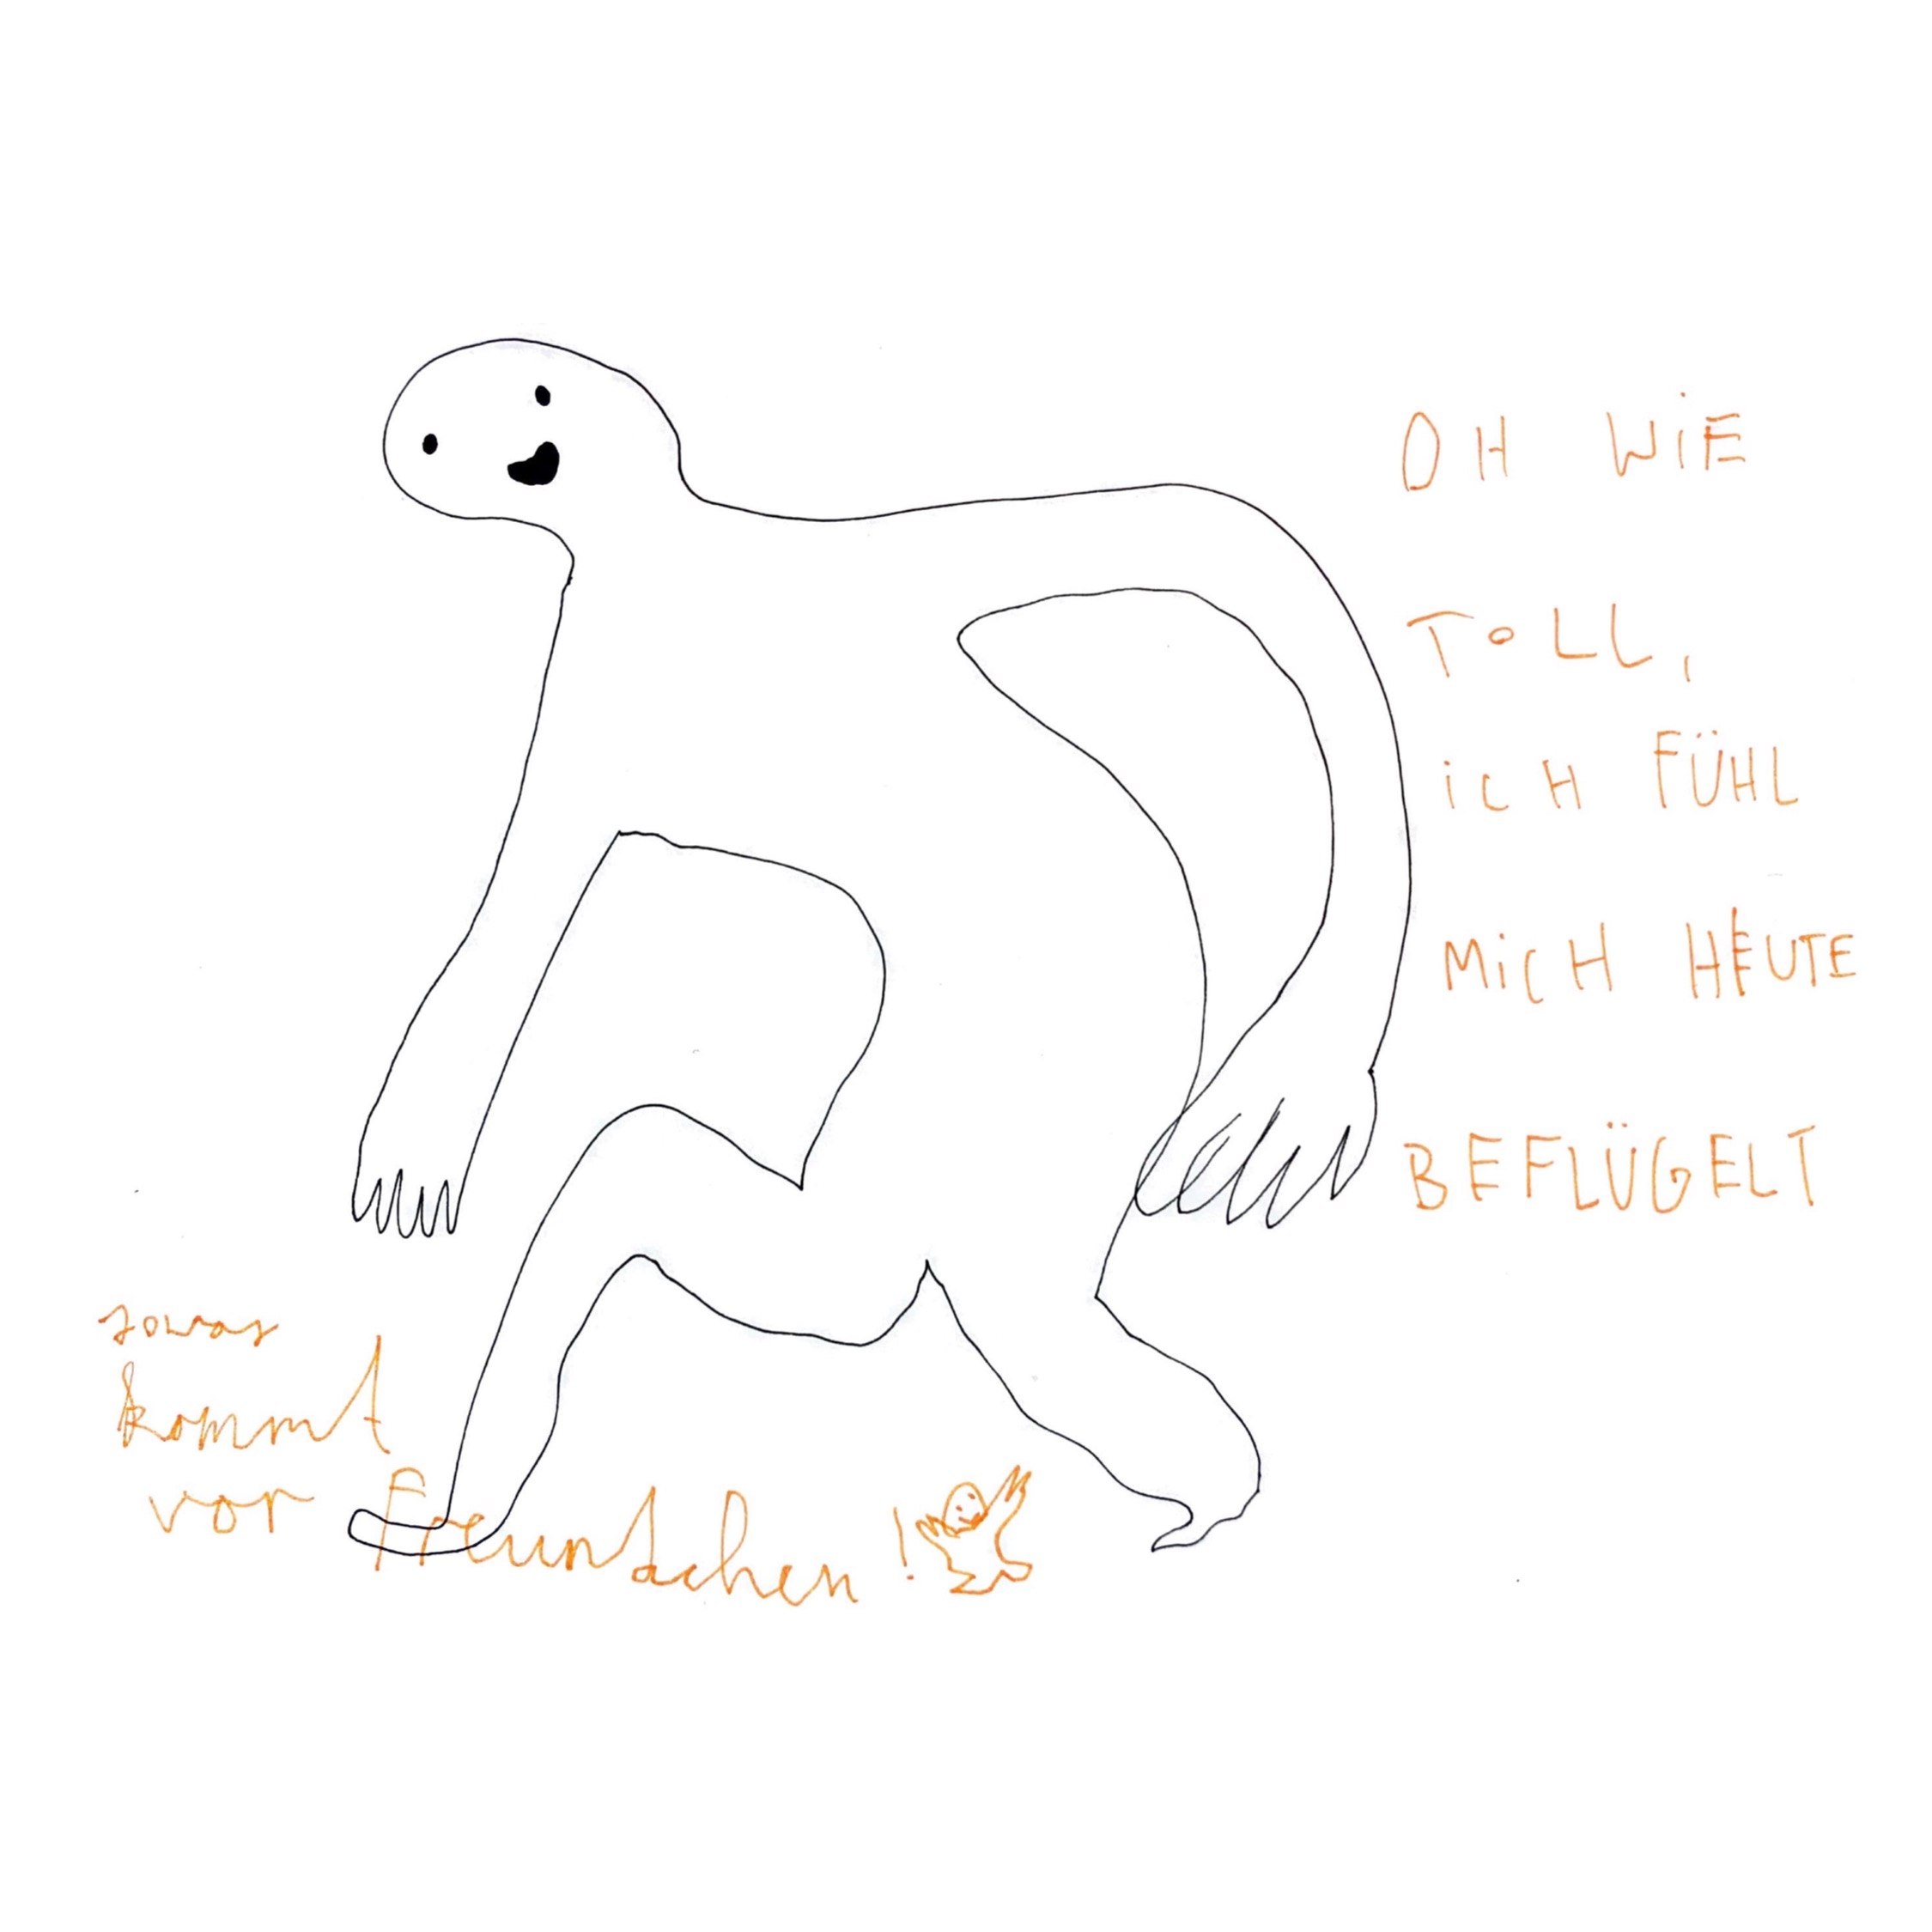 OH WiE
TOLL,
iCH FÜHL
MiCH HEUTE
BEFLÜGELT
sowas
kommt
vor Freundchen!